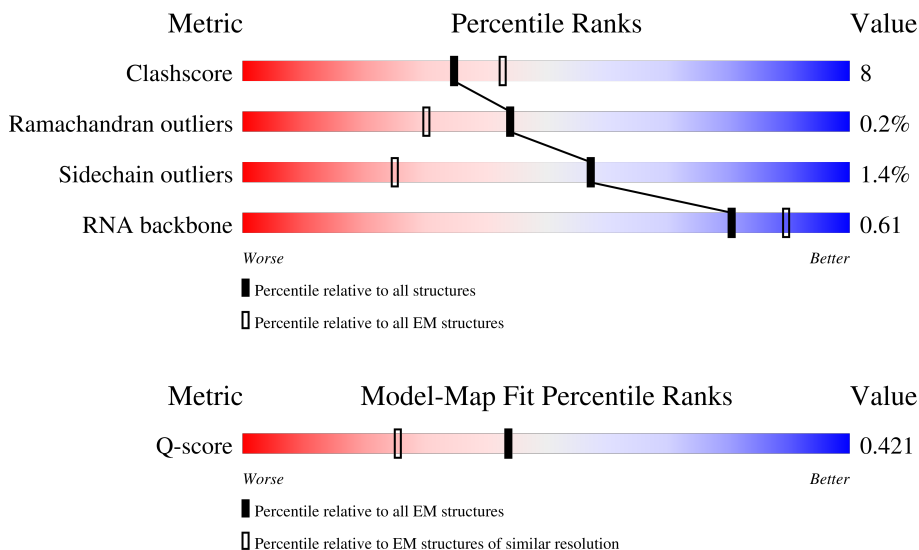 Metric Percentile Ranks Value
Clashscore 8
Ramachandran outliers 0.2%
Sidechain outliers 1.4%
RNA backbone 0.61
Worse Better
Percentile relative to all structures
Percentile relative to all EM structures
Metric Model-Map Fit Percentile Ranks Value
Q-score 0.421
Worse Better
Percentile relative to all EM structures
Percentile relative to EM structures of similar resolution